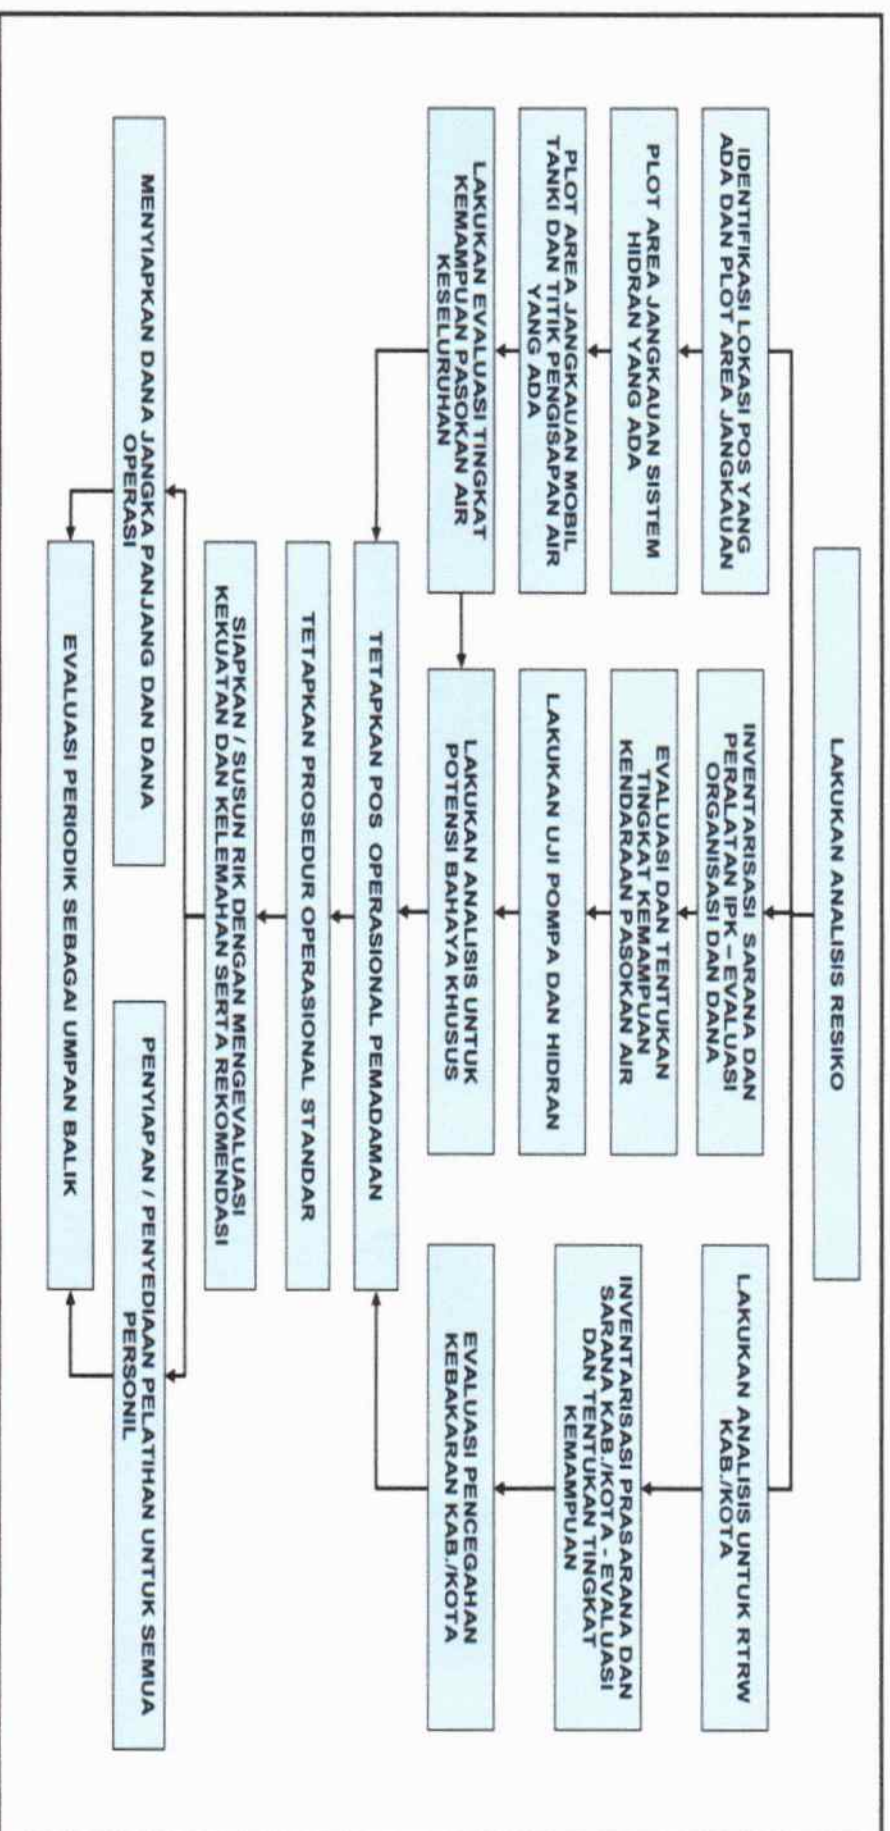 LAKUKAN ANALISIS RESIKO
IDENTIFIKASI LOKASI POS YANG
ADA DAN PLOT AREA JANGKAUAN
INVENTARISASI SARANA DAN
PERALATAN IPK – EVALUASI
ORGANISASI DAN DANA
LAKUKAN ANALISIS UNTUK RTRW
KAB./KOTA
PLOT AREA JANGKAUAN SISTEM
HIDRAN YANG ADA
EVALUASI DAN TENTUKAN
TINGKAT KEMAMPUAN
KENDARAAN PASOKAN AIR
INVENTARISASI PRASARANA DAN
SARANA KAB./KOTA - EVALUASI
DAN TENTUKAN TINGKAT
KEMAMPUAN
PLOT AREA JANGKAUAN MOBIL
TANKI DAN TITIK PENGISAPAN AIR
YANG ADA
LAKUKAN UJI POMPA DAN HIDRAN
LAKUKAN EVALUASI TINGKAT
KEMAMPUAN PASOKAN AIR
KESELURUHAN
LAKUKAN ANALISIS UNTUK
POTENSI BAHAYA KHUSUS
EVALUASI PENCEGAHAN
KEBAKARAN KAB./KOTA
TETAPKAN POS OPERASIONAL PEMADAMAN
TETAPKAN PROSEDUR OPERASIONAL STANDAR
SIAPKAN / SUSUN RIK DENGAN MENGEVALUASI
KEKUATAN DAN KELEMAHAN SERTA REKOMENDASI
MENYIAPKAN DANA JANGKA PANJANG DAN DANA
OPERASI
PENYIAPAN / PENYEDIAAN PELATIHAN UNTUK SEMUA
PERSONIL
EVALUASI PERIODIK SEBAGAI UMPAN BALIK